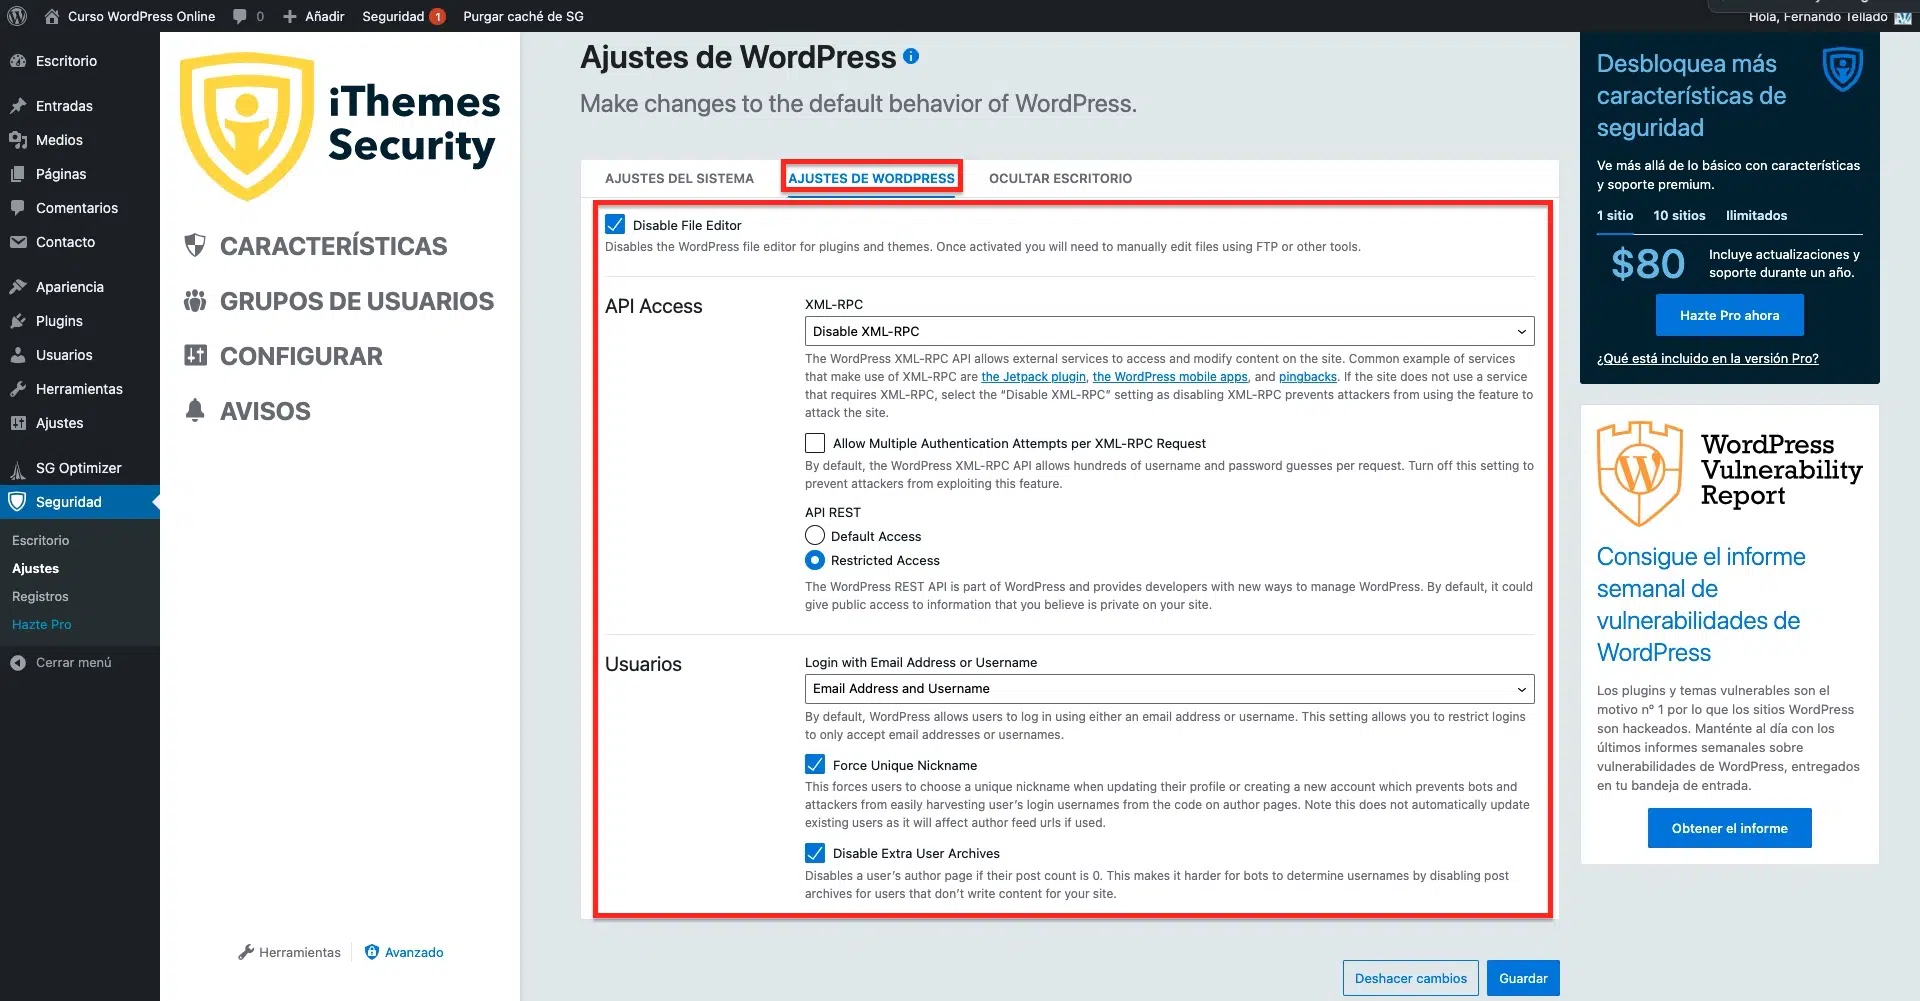 Curso WordPress Online
0
Añadir
Seguridad 1
Purgar caché de SG
Hola, Fernando Tellado
Escritorio
Entradas
Medios
Páginas
Comentarios
Contacto
Apariencia
Plugins
Usuarios
Herramientas
Ajustes
SG Optimizer
Seguridad
Escritorio
Ajustes
Registros
Hazte Pro
Cerrar menú
iThemes
Security
CARACTERÍSTICAS
GRUPOS DE USUARIOS
CONFIGURAR
AVISOS
Herramientas
Avanzado
Ajustes de WordPress
Make changes to the default behavior of WordPress.
AJUSTES DEL SISTEMA
AJUSTES DE WORDPRESS
OCULTAR ESCRITORIO
Disable File Editor
Disables the WordPress file editor for plugins and themes. Once activated you will need to manually edit files using FTP or other tools.
API Access
XML-RPC
Disable XML-RPC
The WordPress XML-RPC API allows external services to access and modify content on the site. Common example of services
that make use of XML-RPC are the Jetpack plugin, the WordPress mobile apps, and pingbacks. If the site does not use a service
that requires XML-RPC, select the “Disable XML-RPC” setting as disabling XML-RPC prevents attackers from using the feature to
attack the site.
Allow Multiple Authentication Attempts per XML-RPC Request
By default, the WordPress XML-RPC API allows hundreds of username and password guesses per request. Turn off this setting to
prevent attackers from exploiting this feature.
API REST
Default Access
Restricted Access
The WordPress REST API is part of WordPress and provides developers with new ways to manage WordPress. By default, it could
give public access to information that you believe is private on your site.
Usuarios
Login with Email Address or Username
Email Address and Username
By default, WordPress allows users to log in using either an email address or username. This setting allows you to restrict logins
to only accept email addresses or usernames.
Force Unique Nickname
This forces users to choose a unique nickname when updating their profile or creating a new account which prevents bots and
attackers from easily harvesting user’s login usernames from the code on author pages. Note this does not automatically update
existing users as it will affect author feed urls if used.
Disable Extra User Archives
Disables a user’s author page if their post count is 0. This makes it harder for bots to determine usernames by disabling post
archives for users that don’t write content for your site.
Deshacer cambios
Guardar
Desbloquea más
características de
seguridad
Ve más allá de lo básico con características
y soporte premium.
1 sitio
10 sitios
Ilimitados
$80
Incluye actualizaciones y
soporte durante un año.
Hazte Pro ahora
¿Qué está incluido en la versión Pro?
WordPress
Vulnerability
Report
Consigue el informe
semanal de
vulnerabilidades de
WordPress
Los plugins y temas vulnerables son el
motivo nº 1 por lo que los sitios WordPress
son hackeados. Manténte al día con los
últimos informes semanales sobre
vulnerabilidades de WordPress, entregados
en tu bandeja de entrada.
Obtener el informe